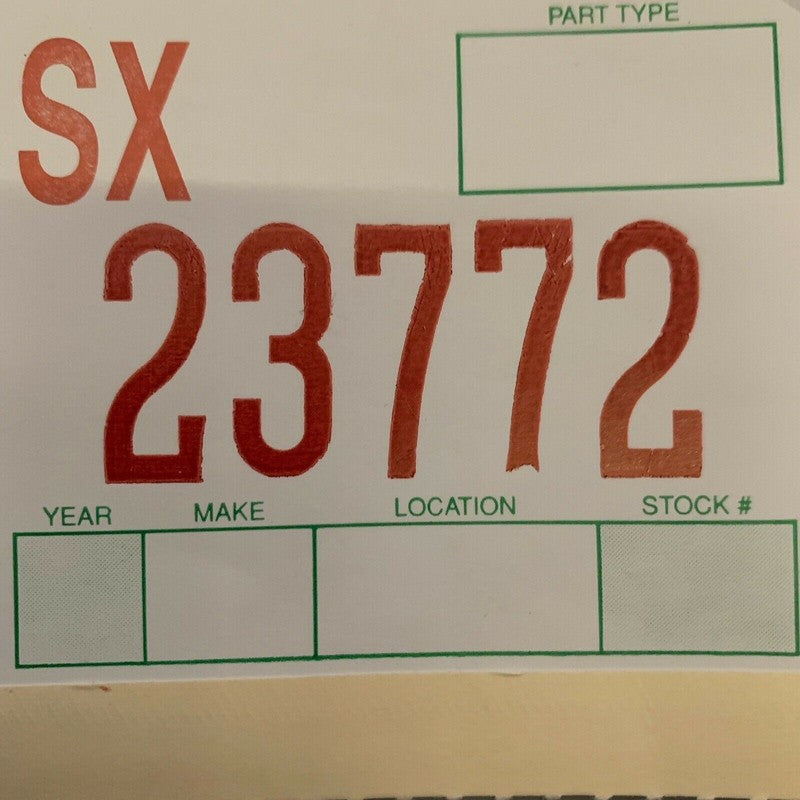 PART TYPE
SX
23772
YEAR MAKE LOCATION STOCK #